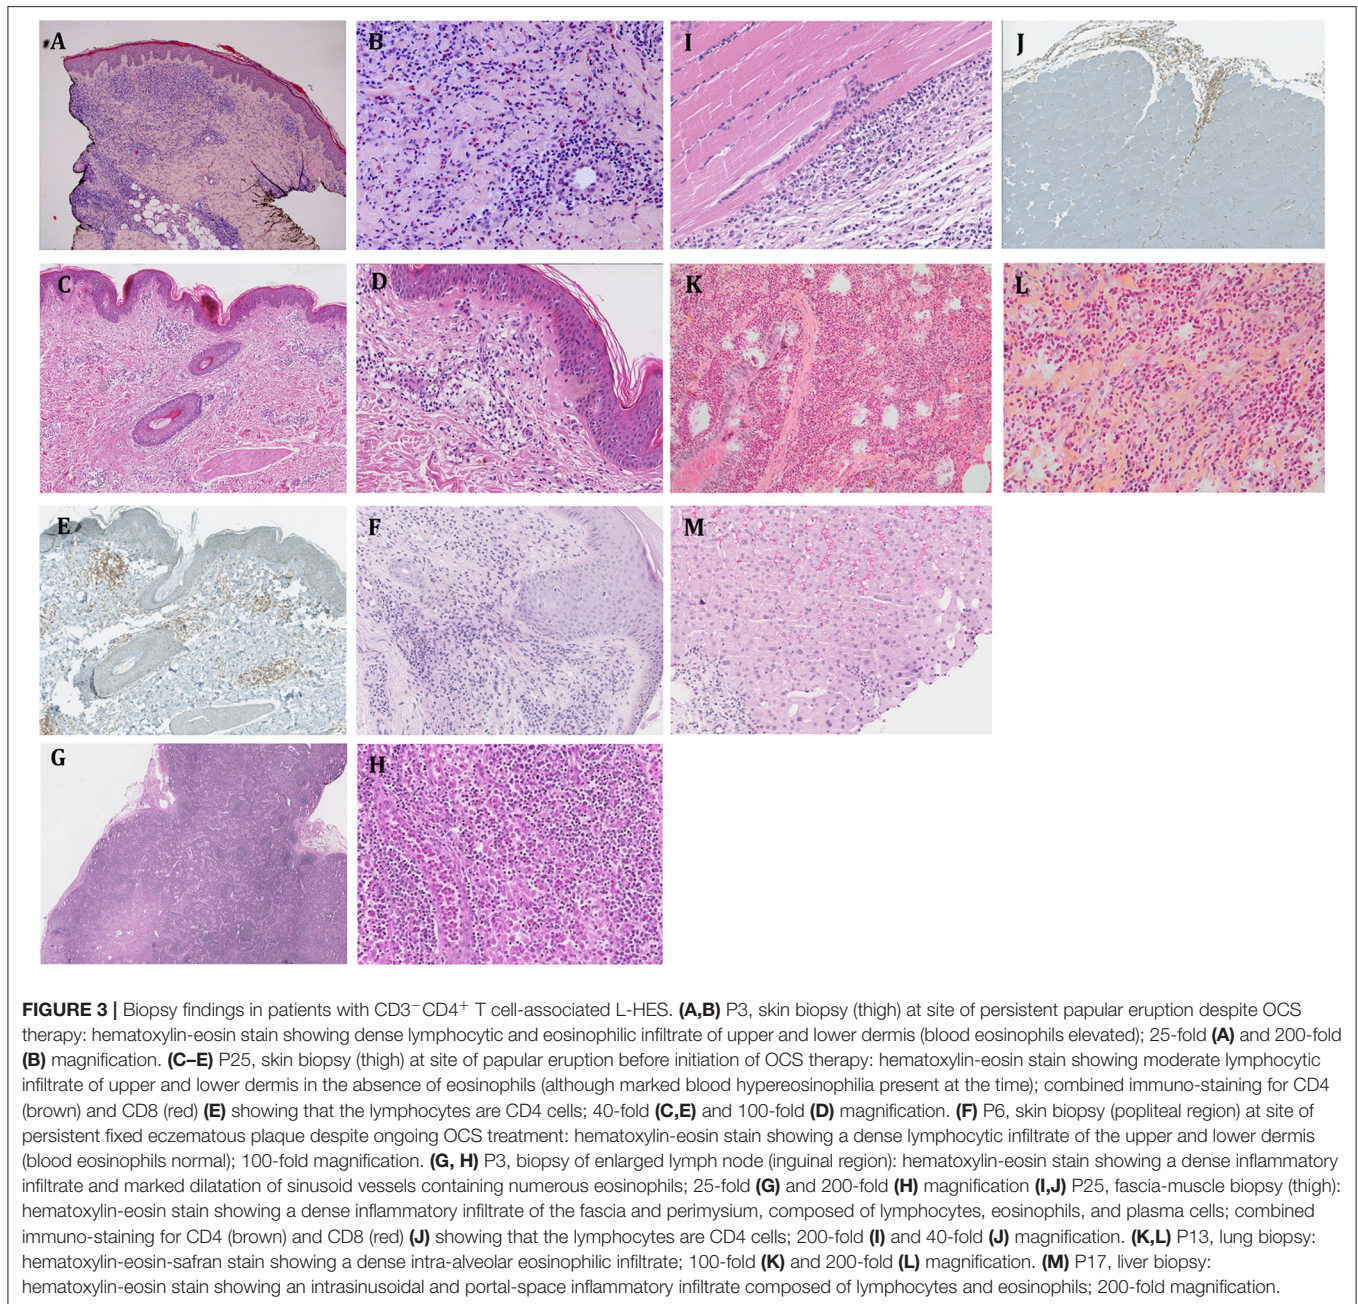 A
B
I
J
C
D
K
L
E
F
M
G
H
FIGURE 3 | Biopsy findings in patients with CD3−CD4+ T cell-associated L-HES. (A,B) P3, skin biopsy (thigh) at site of persistent papular eruption despite OCS
therapy: hematoxylin-eosin stain showing dense lymphocytic and eosinophilic infiltrate of upper and lower dermis (blood eosinophils elevated); 25-fold (A) and 200-fold
(B) magnification. (C–E) P25, skin biopsy (thigh) at site of papular eruption before initiation of OCS therapy: hematoxylin-eosin stain showing moderate lymphocytic
infiltrate of upper and lower dermis in the absence of eosinophils (although marked blood hypereosinophilia present at the time); combined immuno-staining for CD4
(brown) and CD8 (red) (E) showing that the lymphocytes are CD4 cells; 40-fold (C,E) and 100-fold (D) magnification. (F) P6, skin biopsy (popliteal region) at site of
persistent fixed eczematous plaque despite ongoing OCS treatment: hematoxylin-eosin stain showing a dense lymphocytic infiltrate of the upper and lower dermis
(blood eosinophils normal); 100-fold magnification. (G, H) P3, biopsy of enlarged lymph node (inguinal region): hematoxylin-eosin stain showing a dense inflammatory
infiltrate and marked dilatation of sinusoid vessels containing numerous eosinophils; 25-fold (G) and 200-fold (H) magnification (I,J) P25, fascia-muscle biopsy (thigh):
hematoxylin-eosin stain showing a dense inflammatory infiltrate of the fascia and perimysium, composed of lymphocytes, eosinophils, and plasma cells; combined
immuno-staining for CD4 (brown) and CD8 (red) (J) showing that the lymphocytes are CD4 cells; 200-fold (I) and 40-fold (J) magnification. (K,L) P13, lung biopsy:
hematoxylin-eosin-safran stain showing a dense intra-alveolar eosinophilic infiltrate; 100-fold (K) and 200-fold (L) magnification. (M) P17, liver biopsy:
hematoxylin-eosin stain showing an intrasinusoidal and portal-space inflammatory infiltrate composed of lymphocytes and eosinophils; 200-fold magnification.